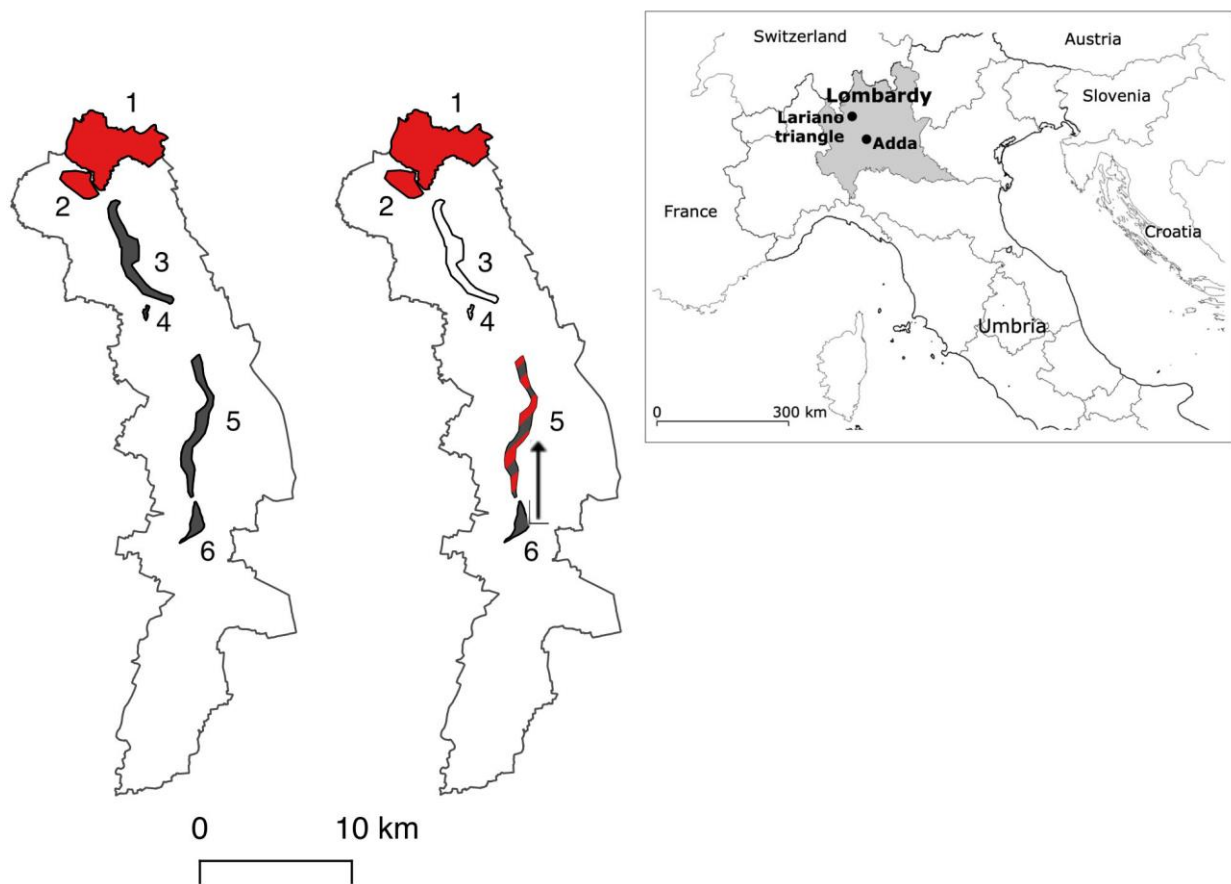 1
2
3
4
5
6
1
2
3
4
5
6
0 10 km
Switzerland
Austria
Lømbardy
Slovenia
Lariano
triangle
Adda
France
Croatia
Umbria
0 300 km